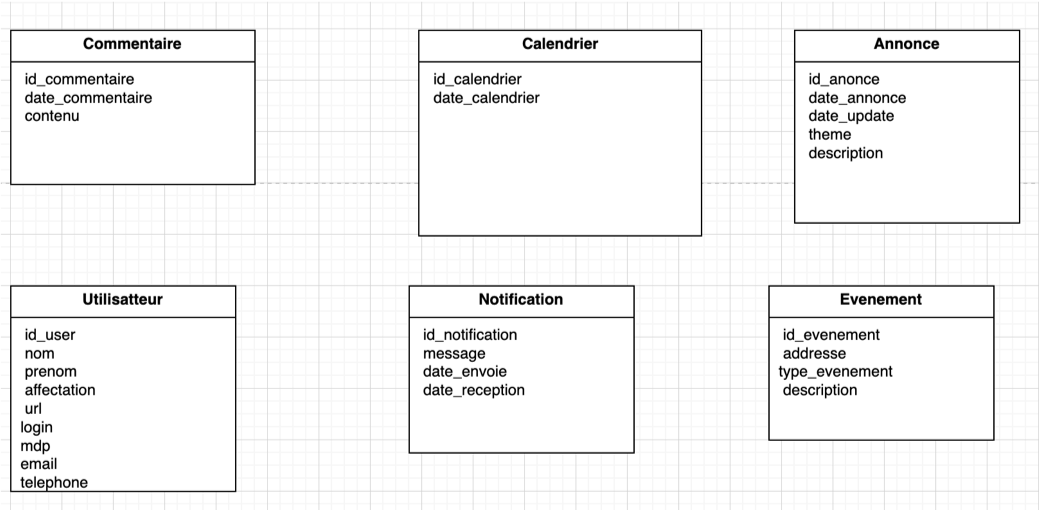 Commentaire
id_commentaire
date_commentaire
contenu
Calendrier
id_calendrier
date_calendrier
Annonce
id_anonce
date_annonce
date_update
theme
description
Utilisatteur
id_user
nom
prenom
affectation
url
login
mdp
email
telephone
Notification
id_notification
message
date_envoie
date_reception
Evenement
id_evenement
addresse
type_evenement
description